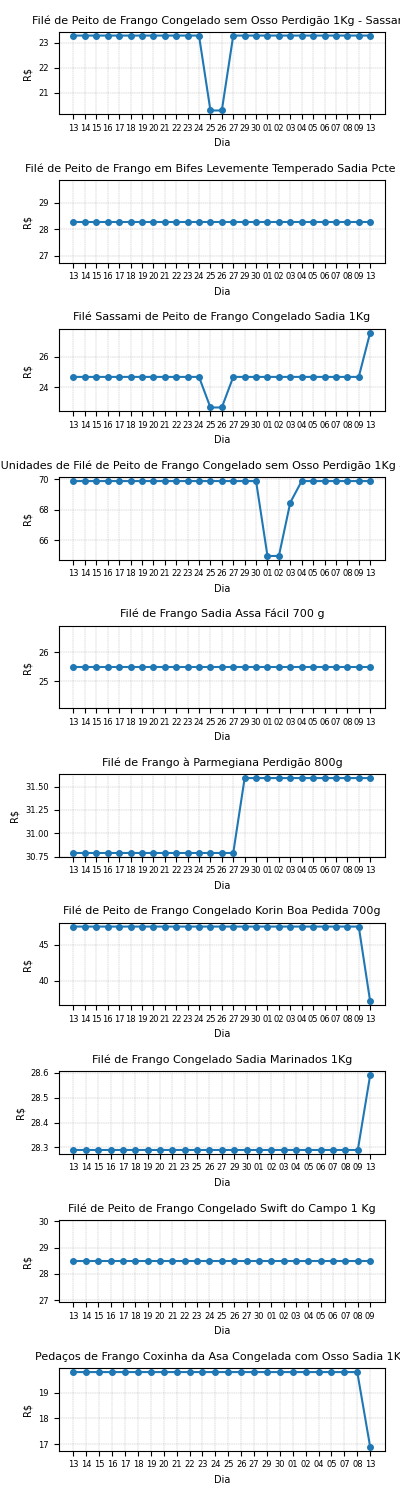 Filé de Peito de Frango Congelado sem Osso Perdigão 1Kg - Sassar
23
22
21
R$
13 14 15 16 17 18 19 20 21 22 23 24 25 26 27 29 30 01 02 03 04 05 06 07 08 09 13
Dia
Filé de Peito de Frango em Bifes Levemente Temperado Sadia Pcte
29
28
27
R$
13 14 15 16 17 18 19 20 21 22 23 24 25 26 27 29 30 01 02 03 04 05 06 07 08 09 13
Dia
Filé Sassami de Peito de Frango Congelado Sadia 1Kg
26
24
R$
13 14 15 16 17 18 19 20 21 22 23 24 25 26 27 29 30 01 02 03 04 05 06 07 08 09 13
Dia
Unidades de Filé de Peito de Frango Congelado sem Osso Perdigão 1Kg
70
68
66
R$
13 14 15 16 17 18 19 20 21 22 23 24 25 26 27 29 30 01 02 03 04 05 06 07 08 09 13
Dia
Filé de Frango Sadia Assa Fácil 700 g
26
25
R$
13 14 15 16 17 18 19 20 21 22 23 24 25 26 27 29 30 01 02 03 04 05 06 07 08 09 13
Dia
Filé de Frango à Parmegiana Perdigão 800g
31.50
31.25
31.00
30.75
R$
13 14 15 16 17 18 19 20 21 22 23 24 25 26 27 29 30 01 02 03 04 05 06 07 08 09 13
Dia
Filé de Peito de Frango Congelado Korin Boa Pedida 700g
45
40
R$
13 14 15 16 17 18 19 20 21 22 23 24 25 26 27 29 30 01 02 03 04 05 06 07 08 09 13
Dia
Filé de Frango Congelado Sadia Marinados 1Kg
28.6
28.5
28.4
28.3
R$
13 14 15 16 17 18 19 20 21 22 23 24 26 27 29 30 01 02 03 04 05 06 07 08 09 13
Dia
Filé de Peito de Frango Congelado Swift do Campo 1 Kg
30
29
28
27
R$
13 14 15 16 17 18 19 20 21 22 23 24 25 26 27 29 30 01 02 03 04 05 07 08 09
Dia
Pedaços de Frango Coxinha da Asa Congelada com Osso Sadia 1K
19
18
17
R$
13 14 15 16 17 18 19 20 21 22 23 24 25 26 27 29 30 01 02 04 05 07 08 13
Dia